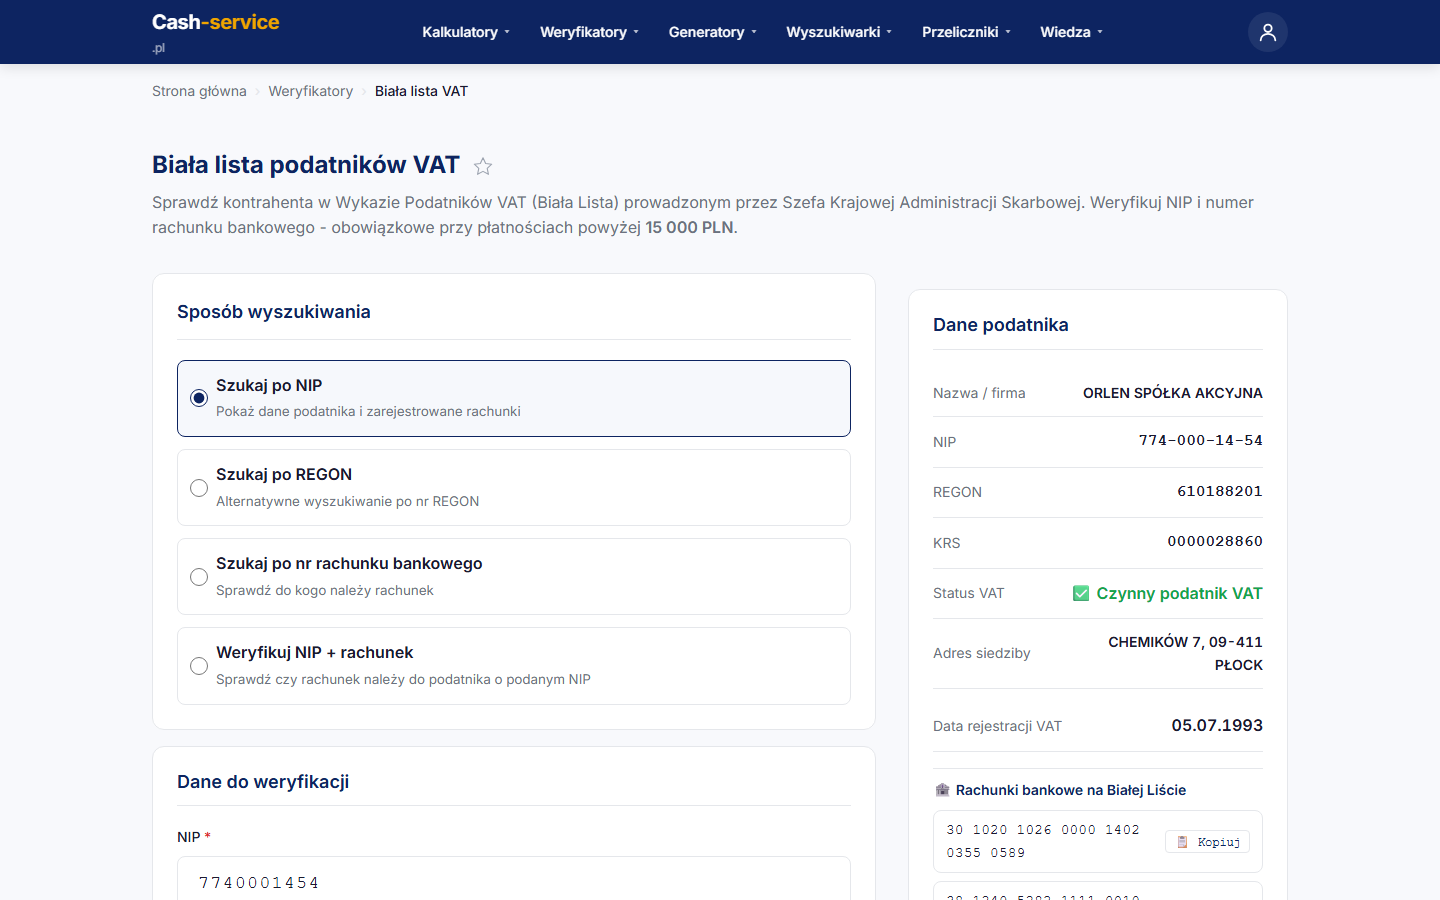 Cash-service
.pl
Kalkulatory
Weryfikatory
Generatory
Wyszukiwarki
Przeliczniki
Wiedza
Strona główna › Weryfikatory › Biała lista VAT
Biała lista podatników VAT
Sprawdź kontrahenta w Wykazie Podatników VAT (Biała Lista) prowadzonym przez Szefa Krajowej Administracji Skarbowej. Weryfikuj NIP i numer
rachunku bankowego - obowiązkowe przy płatnościach powyżej 15 000 PLN.
Sposób wyszukiwania
Szukaj po NIP
Pokaż dane podatnika i zarejestrowane rachunki
Szukaj po REGON
Alternatywne wyszukiwanie po nr REGON
Szukaj po nr rachunku bankowego
Sprawdź do kogo należy rachunek
Weryfikuj NIP + rachunek
Sprawdź czy rachunek należy do podatnika o podanym NIP
Dane do weryfikacji
NIP *
7740001454
Dane podatnika
Nazwa / firma ORLEN SPÓŁKA AKCYJNA
NIP 774-000-14-54
REGON 610188201
KRS 0000028860
Status VAT ✅ Czynny podatnik VAT
Adres siedziby CHEMIKÓW 7, 09-411
PŁOCK
Data rejestracji VAT 05.07.1993
Rachunki bankowe na Białej Liście
30 1020 1026 0000 1402
0355 0589
Kopiuj